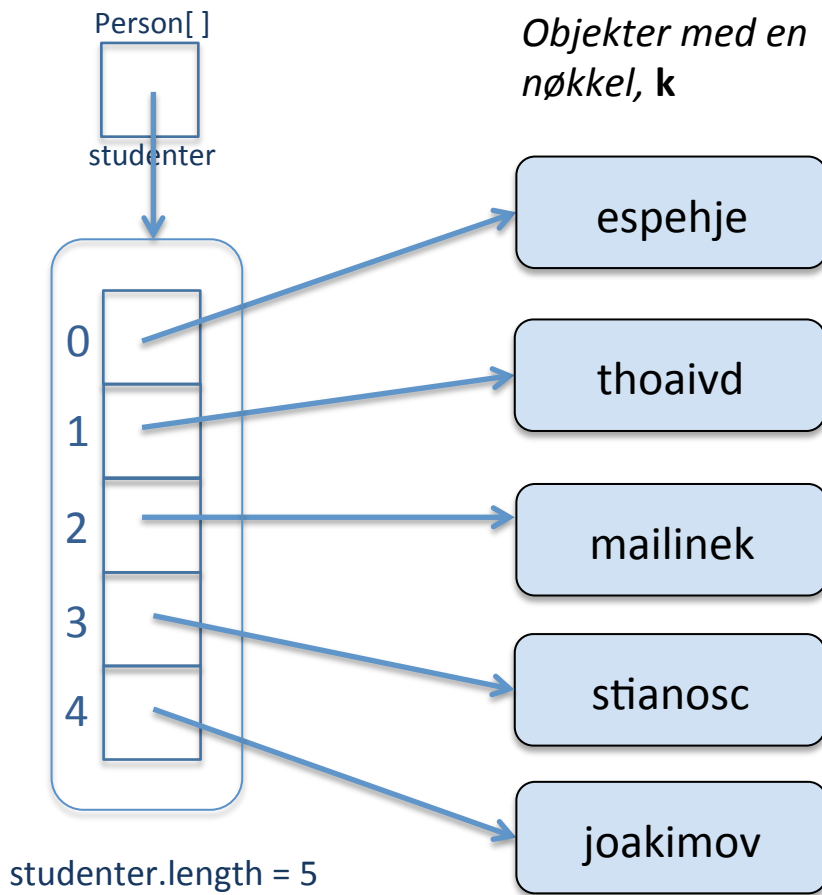 Person[ ]
studenter
Objekter med en
nøkkel, k
0
1
2
3
4
espehje
thoaivd
mailinek
stianosc
joakimov
studenter.length = 5